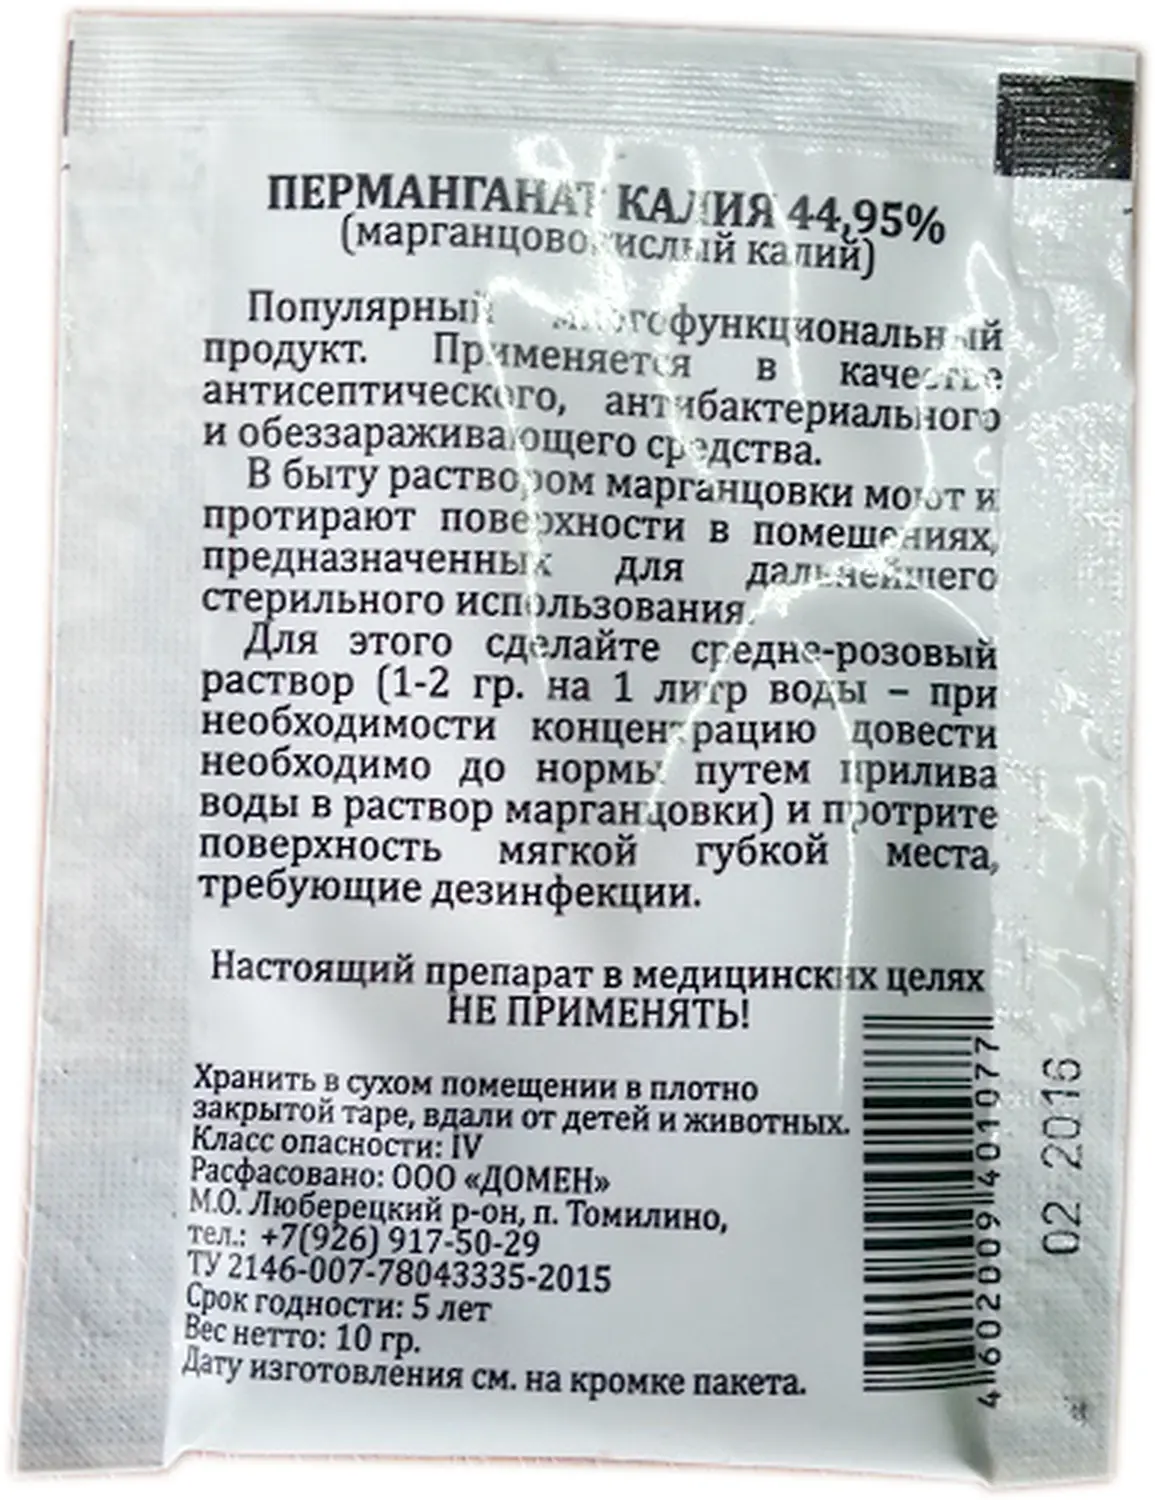 ПЕРМАНГАНАТ КАЛИЯ 44,95%
(марганцовокислый калий)
Популярный многофункциональный
продукт. Применяется в качестве
антисептического, антибактериального
и обеззараживающего средства.
В быту раствором марганцовки моют и
протирают поверхности в помещениях,
предназначенных для дальнейшего
стерильного использования.
Для этого сделайте средне-розовый
раствор (1-2 гр. на 1 литр воды – при
необходимости концентрацию довести
необходимо до нормы путем прилива
воды в раствор марганцовки) и протрите
поверхность мягкой губкой места,
требующие дезинфекции.
Настоящий препарат в медицинских целях
НЕ ПРИМЕНЯТЬ!
Хранить в сухом помещении в плотно
закрытой таре, вдали от детей и животных.
Класс опасности: IV
Расфасовано: ООО «ДОМЕН»
М.О. Люберецкий р-он, п. Томилино,
тел.: +7(926) 917-50-29
ТУ 2146-007-78043335-2015
Срок годности: 5 лет
Вес нетто: 10 гр.
Дату изготовления см. на кромке пакета.
4 602009 401077
02 2016